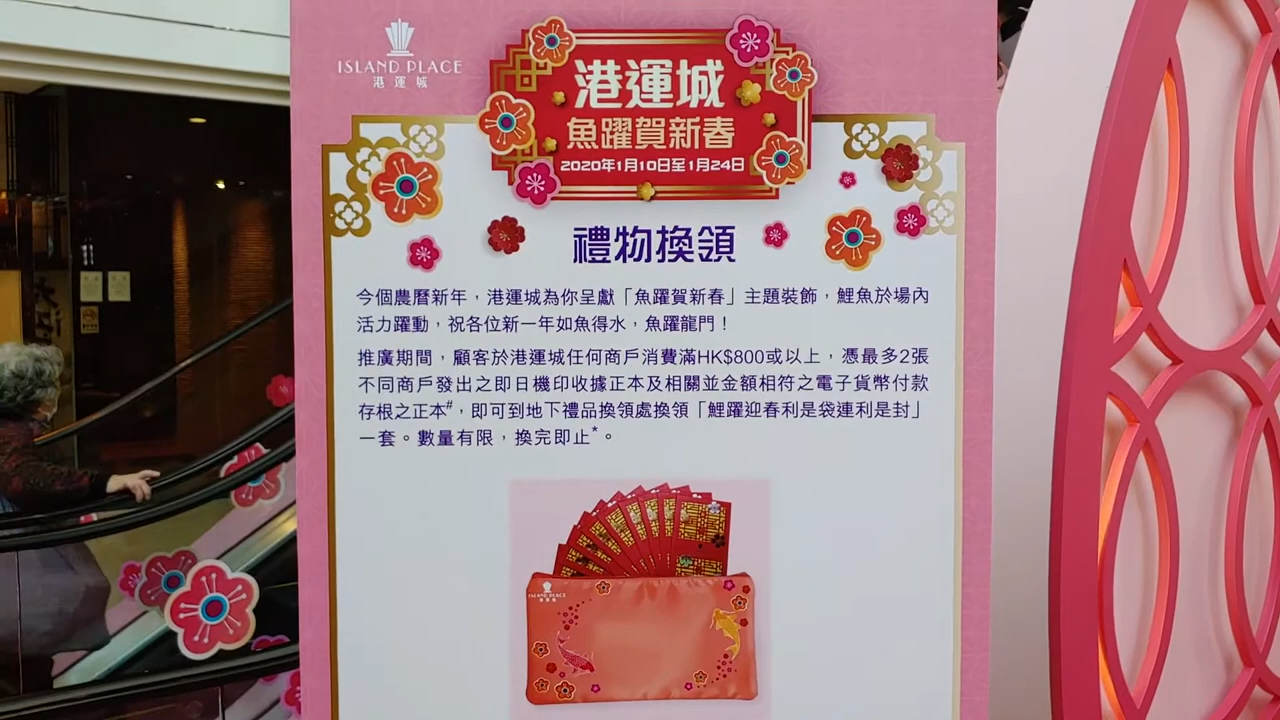 ISLAND PLACE
港運城
港運城
魚躍賀新春
2020年1月10日至1月24日
禮物換領
今個農曆新年，港運城為你呈獻「魚躍賀新春」主題裝飾，鯉魚於場內
活力躍動，祝各位新一年如魚得水，魚躍龍門！
推廣期間，顧客於港運城任何商戶消費滿HK$800或以上，憑最多2張
不同商戶發出之即日機印收據正本及相關並金額相符之電子貨幣付款
存根之正本#，即可到地下禮品換領處換領「鯉躍迎春利是袋連利是封」
一套。數量有限，換完即止*。
ISLAND PLACE
港運城